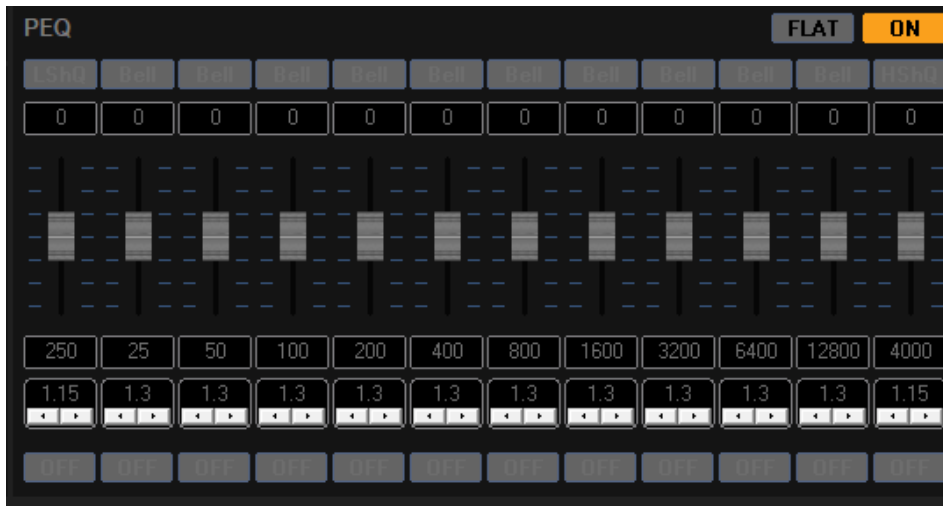 PEQ FLAT ON
LShQ Bell Bell Bell Bell Bell Bell Bell Bell Bell Bell HShQ
0 0 0 0 0 0 0 0 0 0 0 0
250 25 50 100 200 400 800 1600 3200 6400 12800 4000
1.15 1.3 1.3 1.3 1.3 1.3 1.3 1.3 1.3 1.3 1.3 1.15
OFF OFF OFF OFF OFF OFF OFF OFF OFF OFF OFF OFF